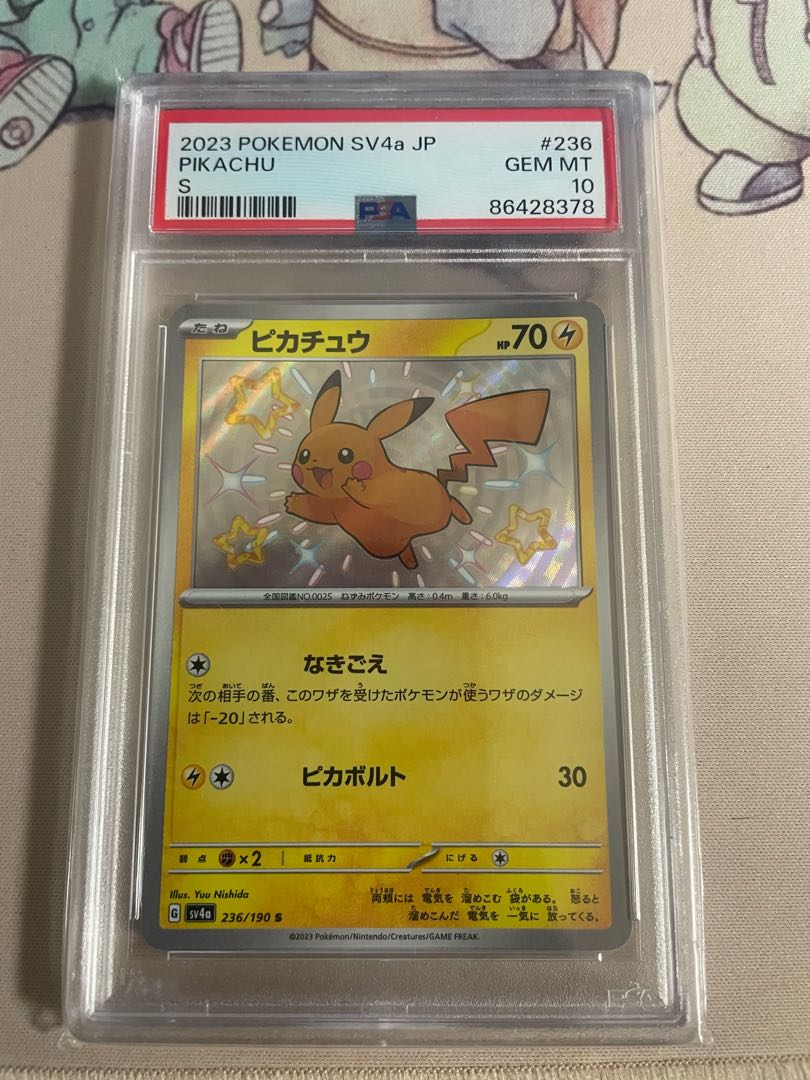 2023 POKEMON SV4a JP #236
PIKACHU GEM MT
S 10
PSA 86428378
たね ピカチュウ HP70
全国図鑑NO.0025 ねずみポケモン 高さ:0.4m 重さ:6.0kg
なきごえ
次の相手の番、このワザを受けたポケモンが使うワザのダメージ
は「-20」される。
ピカボルト 30
弱点 ×2 抵抗力 にげる
Illus. Yuu Nishida
両頬には 電気を 溜めこむ 袋がある。 怒ると
溜めこんだ 電気を 一気に 放ってくる。
G sv4a 236/190 S
©2023 Pokémon/Nintendo/Creatures/GAME FREAK.